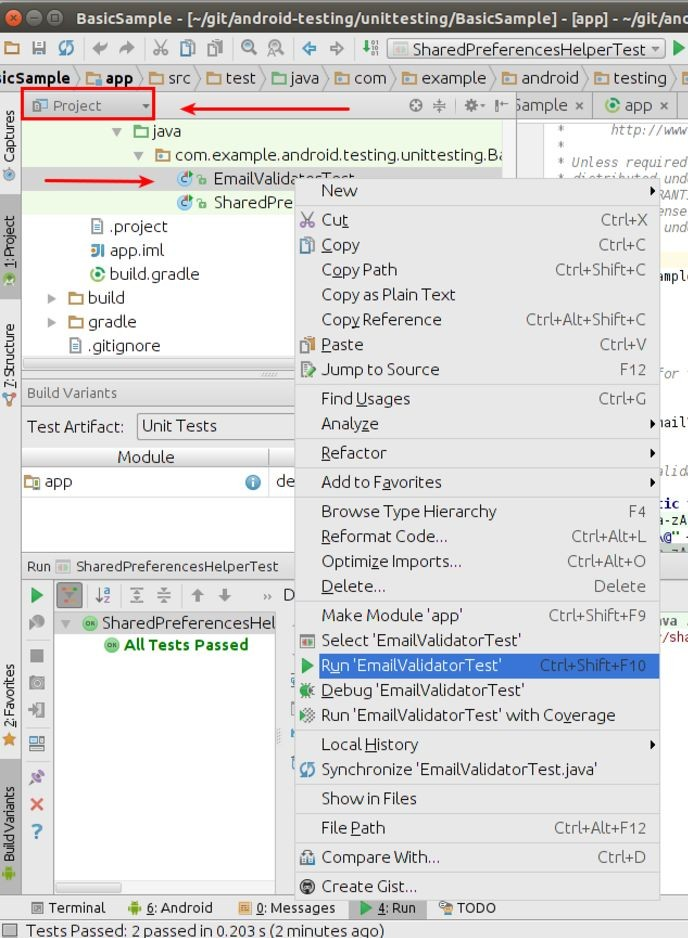 BasicSample [~/git/android-testing/unittesting/BasicSample] - [app] - ~/git/an
SharedPreferencesHelperTest
icSample app src test java com example android testing
Project
Sample app
java
com.example.android.testing.unittesting.Ba
EmailValidatorTest
SharedPre
.project
app.iml
build.gradle
build
gradle
.gitignore
Captures
1: Project
7: Structure
2: Favorites
Build Variants
* http://www
*
* Unless required
Build Variants
Test Artifact: Unit Tests
Module
app de
Run SharedPreferencesHelperTest
SharedPreferencesHel
All Tests Passed
New
Cut Ctrl+X
Copy Ctrl+C
Copy Path Ctrl+Shift+C
Copy as Plain Text
Copy Reference Ctrl+Alt+Shift+C
Paste Ctrl+V
Jump to Source F12
Find Usages Ctrl+G
Analyze
Refactor
Add to Favorites
Browse Type Hierarchy F4
Reformat Code... Ctrl+Alt+L
Optimize Imports... Ctrl+Alt+O
Delete... Delete
Make Module 'app' Ctrl+Shift+F9
Select 'EmailValidatorTest'
Run 'EmailValidatorTest' Ctrl+Shift+F10
Debug 'EmailValidatorTest'
Run 'EmailValidatorTest' with Coverage
Local History
Synchronize 'EmailValidatorTest.java'
Show in Files
File Path Ctrl+Alt+F12
Compare With... Ctrl+D
Create Gist...
Terminal 6: Android 0: Messages 4: Run TODO
Tests Passed: 2 passed in 0.203 s (2 minutes ago)